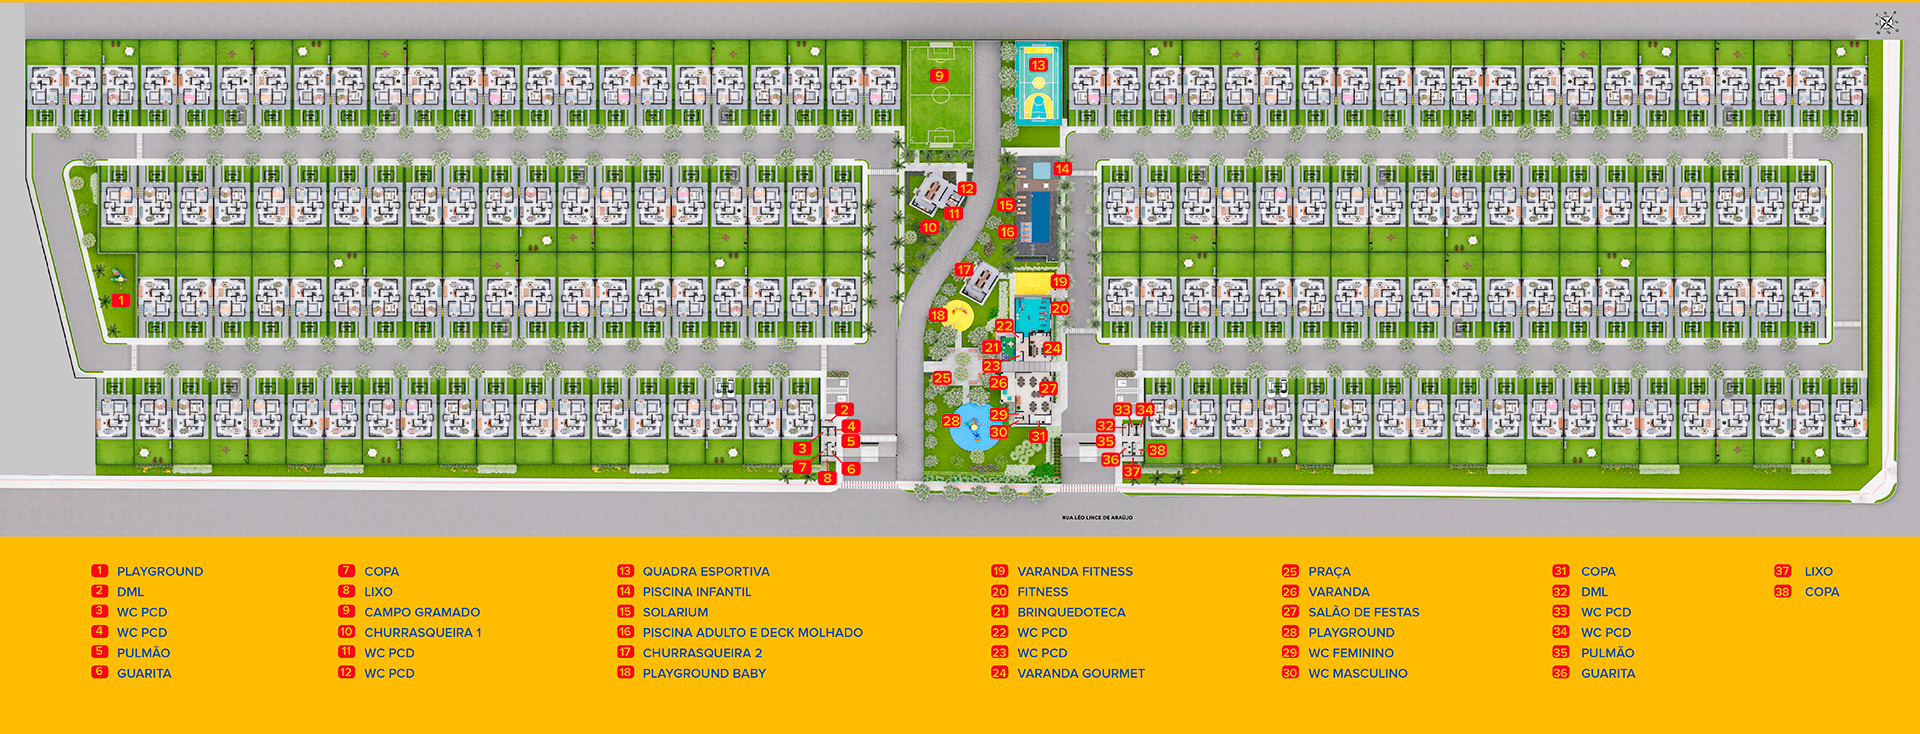 9
13
14
12
15
11
10
16
17
19
1
20
18
22
21
24
23
25
26
27
2
29
33
34
28
4
32
30
31
5
35
3
38
36
7
6
37
8
RUA LÉO LINCE DE ARAÚJO
1 PLAYGROUND
2 DML
3 WC PCD
4 WC PCD
5 PULMÃO
6 GUARITA
7 COPA
8 LIXO
9 CAMPO GRAMADO
10 CHURRASQUEIRA 1
11 WC PCD
12 WC PCD
13 QUADRA ESPORTIVA
14 PISCINA INFANTIL
15 SOLARIUM
16 PISCINA ADULTO E DECK MOLHADO
17 CHURRASQUEIRA 2
18 PLAYGROUND BABY
19 VARANDA FITNESS
20 FITNESS
21 BRINQUEDOTECA
22 WC PCD
23 WC PCD
24 VARANDA GOURMET
25 PRAÇA
26 VARANDA
27 SALÃO DE FESTAS
28 PLAYGROUND
29 WC FEMININO
30 WC MASCULINO
31 COPA
32 DML
33 WC PCD
34 WC PCD
35 PULMÃO
36 GUARITA
37 LIXO
38 COPA